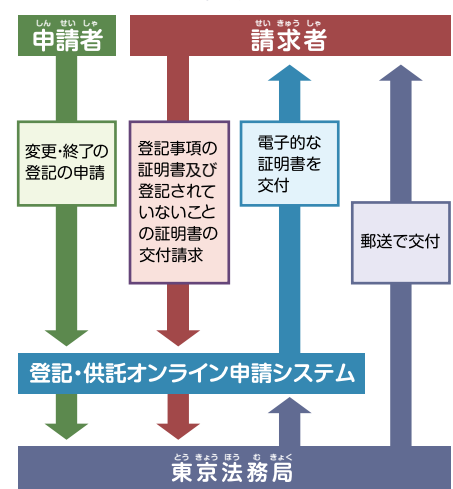 しんせいしゃ
申請者
せいきゅうしゃ
請求者
変更・終了の
登記の申請
登記事項の
証明書及び
登記されて
いないこと
の証明書の
交付請求
電子的な
証明書を
交付
郵送で交付
登記・供託オンライン申請システム
とうきょうほうむきょく
東京法務局